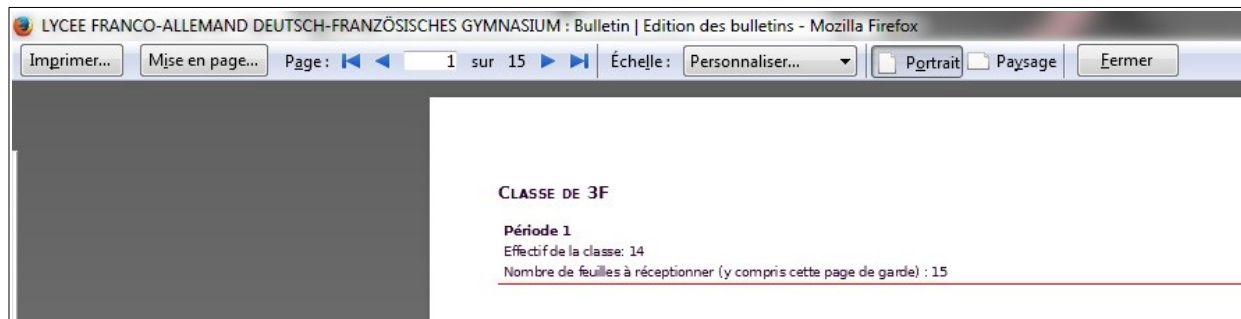 LYCEE FRANCO-ALLEMAND DEUTSCH-FRANZÖSISCHES GYMNASIUM : Bulletin | Edition des bulletins - Mozilla Firefox
Imprimer... Mise en page... Page : 1 sur 15 Échelle : Personnaliser... Portrait Paysage Fermer
CLASSE DE 3F
Période 1
Effectif de la classe: 14
Nombre de feuilles à réceptionner (y compris cette page de garde) : 15